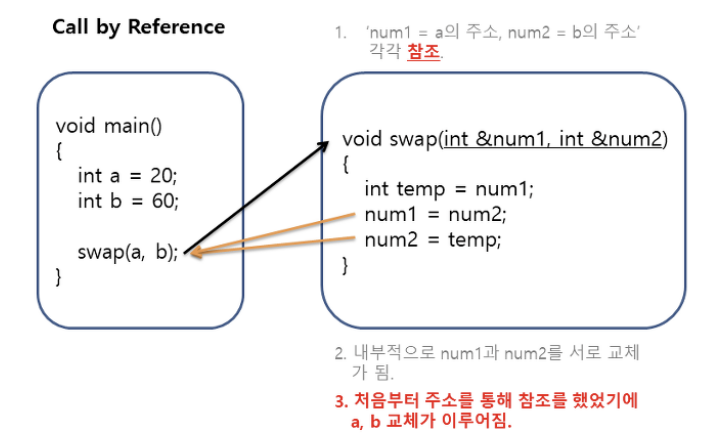 Call by Reference
1. ‘num1 = a의 주소, num2 = b의 주소’
각각 참조.
void main()
{
int a = 20;
int b = 60;
swap(a, b);
}
void swap(int &num1, int &num2)
{
int temp = num1;
num1 = num2;
num2 = temp;
}
2. 내부적으로 num1과 num2를 서로 교체
가 됨.
3. 처음부터 주소를 통해 참조를 했었기에
a, b 교체가 이루어짐.